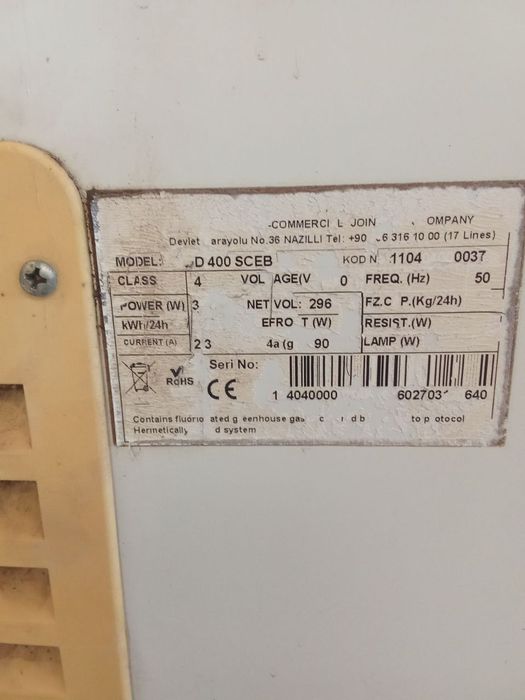 -COMMERCI L JOIN OMPANY
Devlet arayolu No.36 NAZILLI Tel: +90 6 316 10 00 (17 Lines)
MODEL: D 400 SCEB KOD N 1104 0037
CLASS 4 VOL AGE(V 0 FREQ. (Hz) 50
POWER (W) 3 NET VOL: 296 FZ.C P.(Kg/24h)
kWh/24h EFRO T (W) RESIST.(W)
CURRENT (A) 2 3 4a (g 90 LAMP (W)
Seri No:
RoHS CE
1 4040000 602703 640
Contains fluorio ated g eenhouse gas c d b to p otocol
Hermetically d system